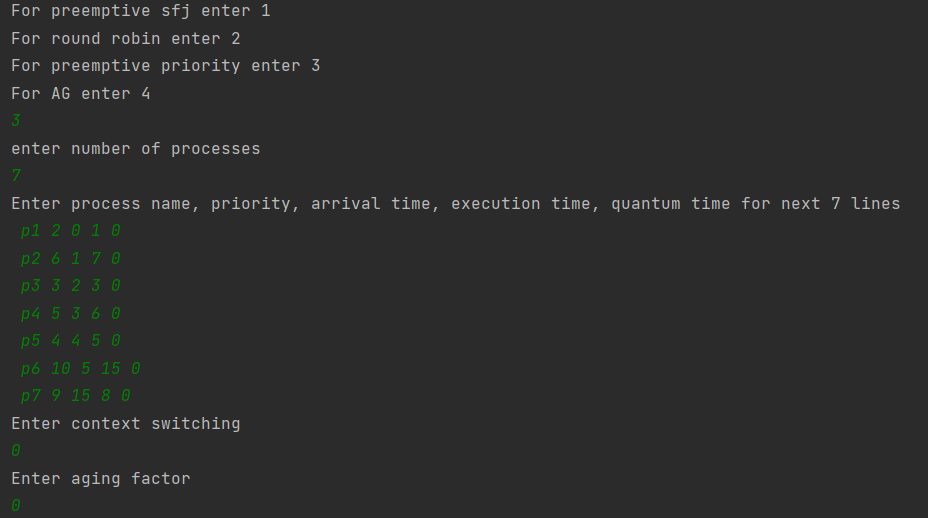 For preemptive sfj enter 1
For round robin enter 2
For preemptive priority enter 3
For AG enter 4
3
enter number of processes
7
Enter process name, priority, arrival time, execution time, quantum time for next 7 lines
p1 2 0 1 0
p2 6 1 7 0
p3 3 2 3 0
p4 5 3 6 0
p5 4 4 5 0
p6 10 5 15 0
p7 9 15 8 0
Enter context switching
0
Enter aging factor
0